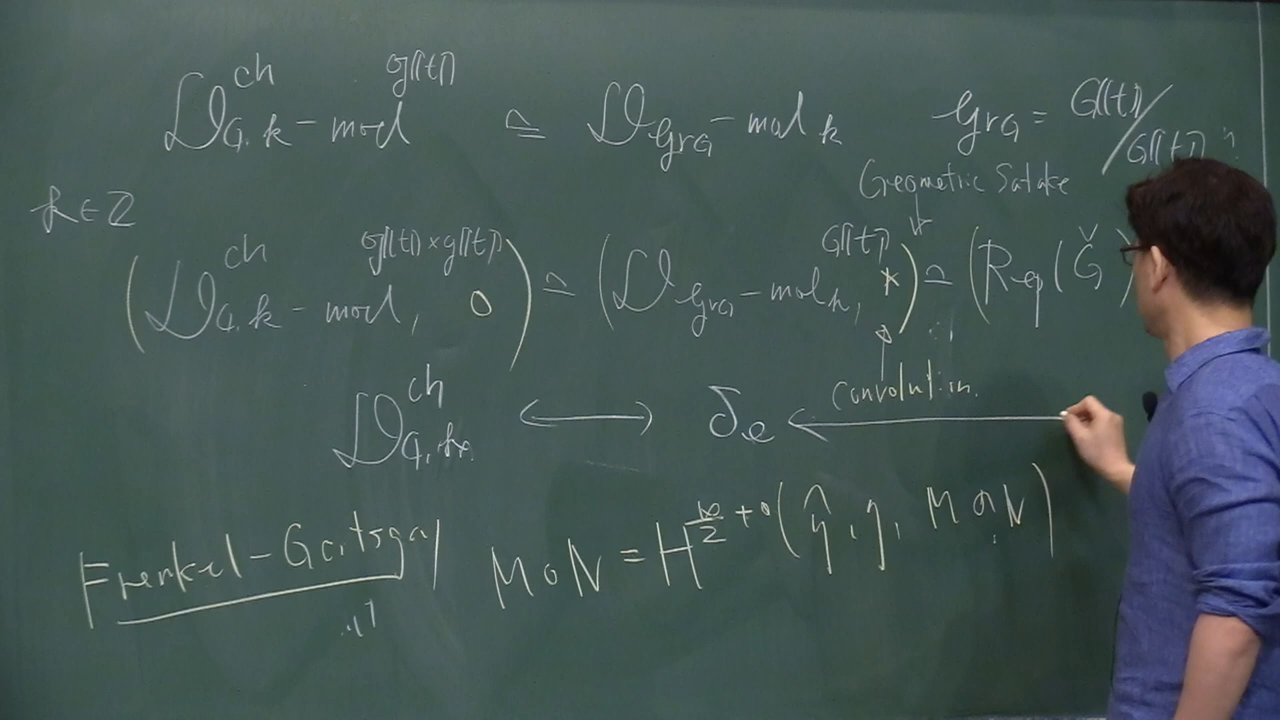 𝒟^{ch}_{G,k}-mod^{G[[t]]} ≃ 𝒟_{Gr_G}-mod_k   Gr_G = G((t))/G[[t]]
Geometric Satake
k∈ℤ
(𝒟^{ch}_{G,k}-mod^{G[[t]]×G[[t]]}, ∘) ≃ (𝒟_{Gr_G}-mod_k^{G[[t]]}, *) ≃ (Rep(Ǧ)
convolution.
𝒟^{ch}_{G,k} ⟷ δ_e ⟵
Frenkel-Gaitsgory   M∘N = H^{∞/2+0}(ĝ, g, M⊗N)